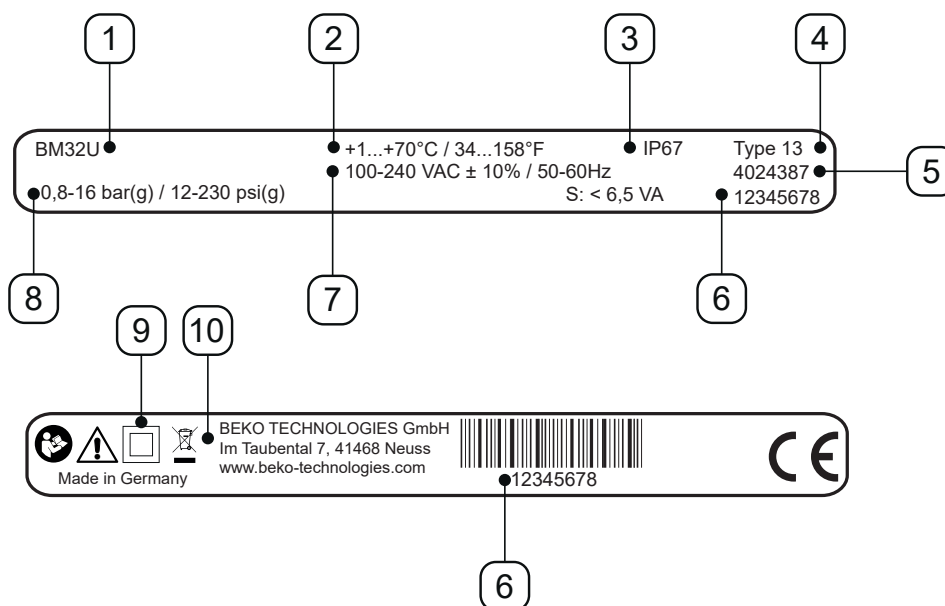 1
2
3
4
BM32U
+1...+70°C / 34...158°F
IP67
Type 13
100-240 VAC ± 10% / 50-60Hz
4024387
5
0,8-16 bar(g) / 12-230 psi(g)
S: < 6,5 VA
12345678
8
7
6
9
10
BEKO TECHNOLOGIES GmbH
Im Taubental 7, 41468 Neuss
www.beko-technologies.com
Made in Germany
12345678
CE
6